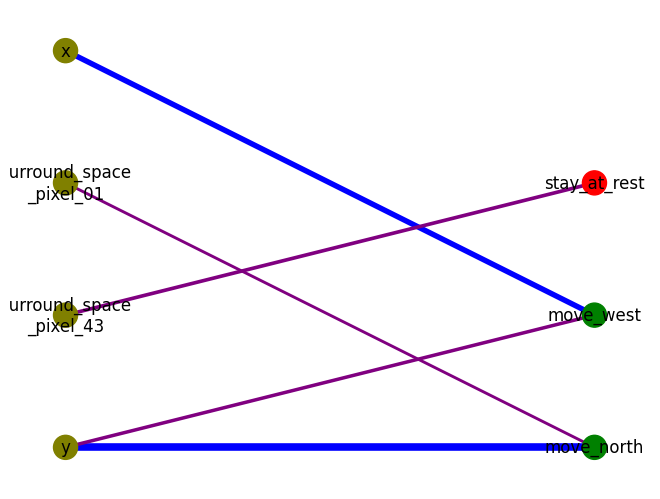 x
urround_space
_pixel_01
stay_at_rest
urround_space
_pixel_43
move_west
y
move_north